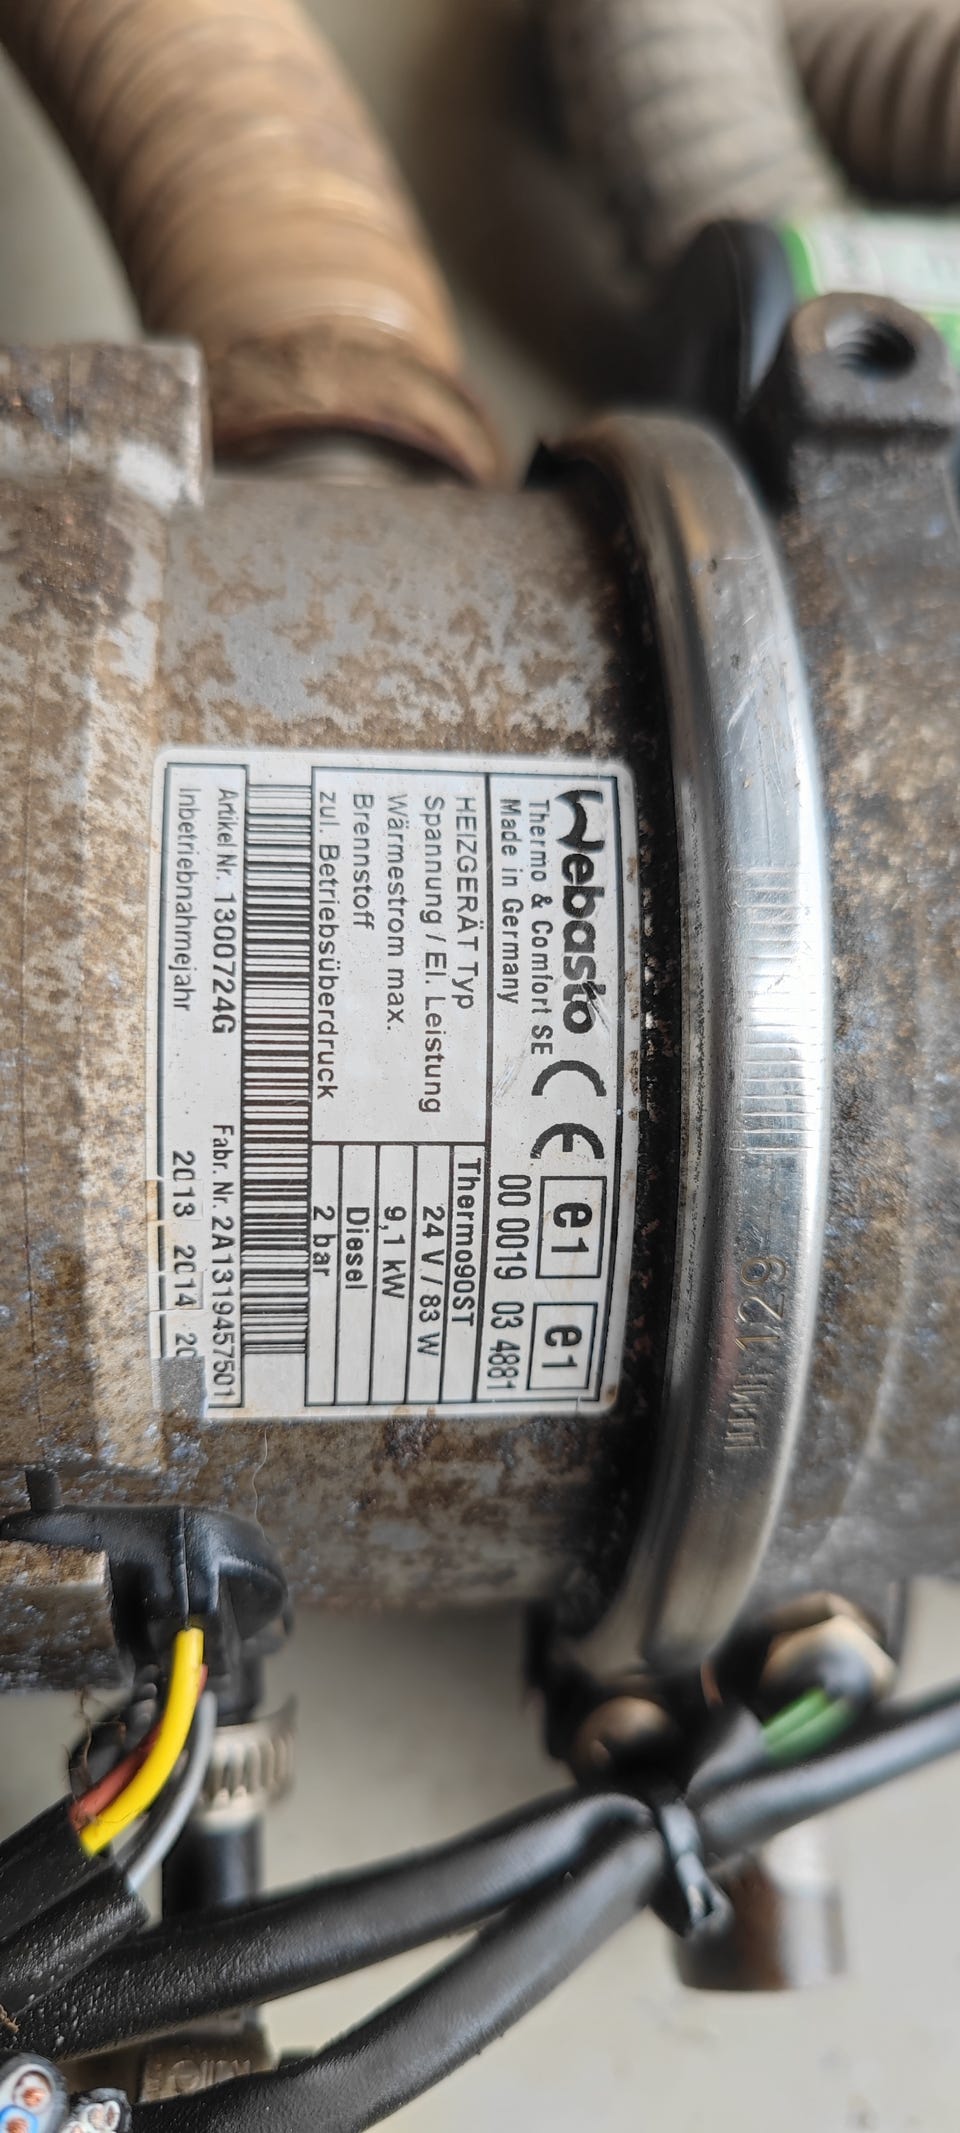 Webasto CE e1 e1
Thermo & Comfort SE 00 0019 03 4881
Made in Germany
HEIZGERÄT Typ Thermo90ST
Spannung / El. Leistung 24 V / 83 W
Wärmestrom max. 9,1 kW
Brennstoff Diesel
zul. Betriebsüberdruck 2 bar
Artikel Nr. 1300724G Fabr. Nr. 2A1319457501
Inbetriebnahmejahr 2013 2014 20